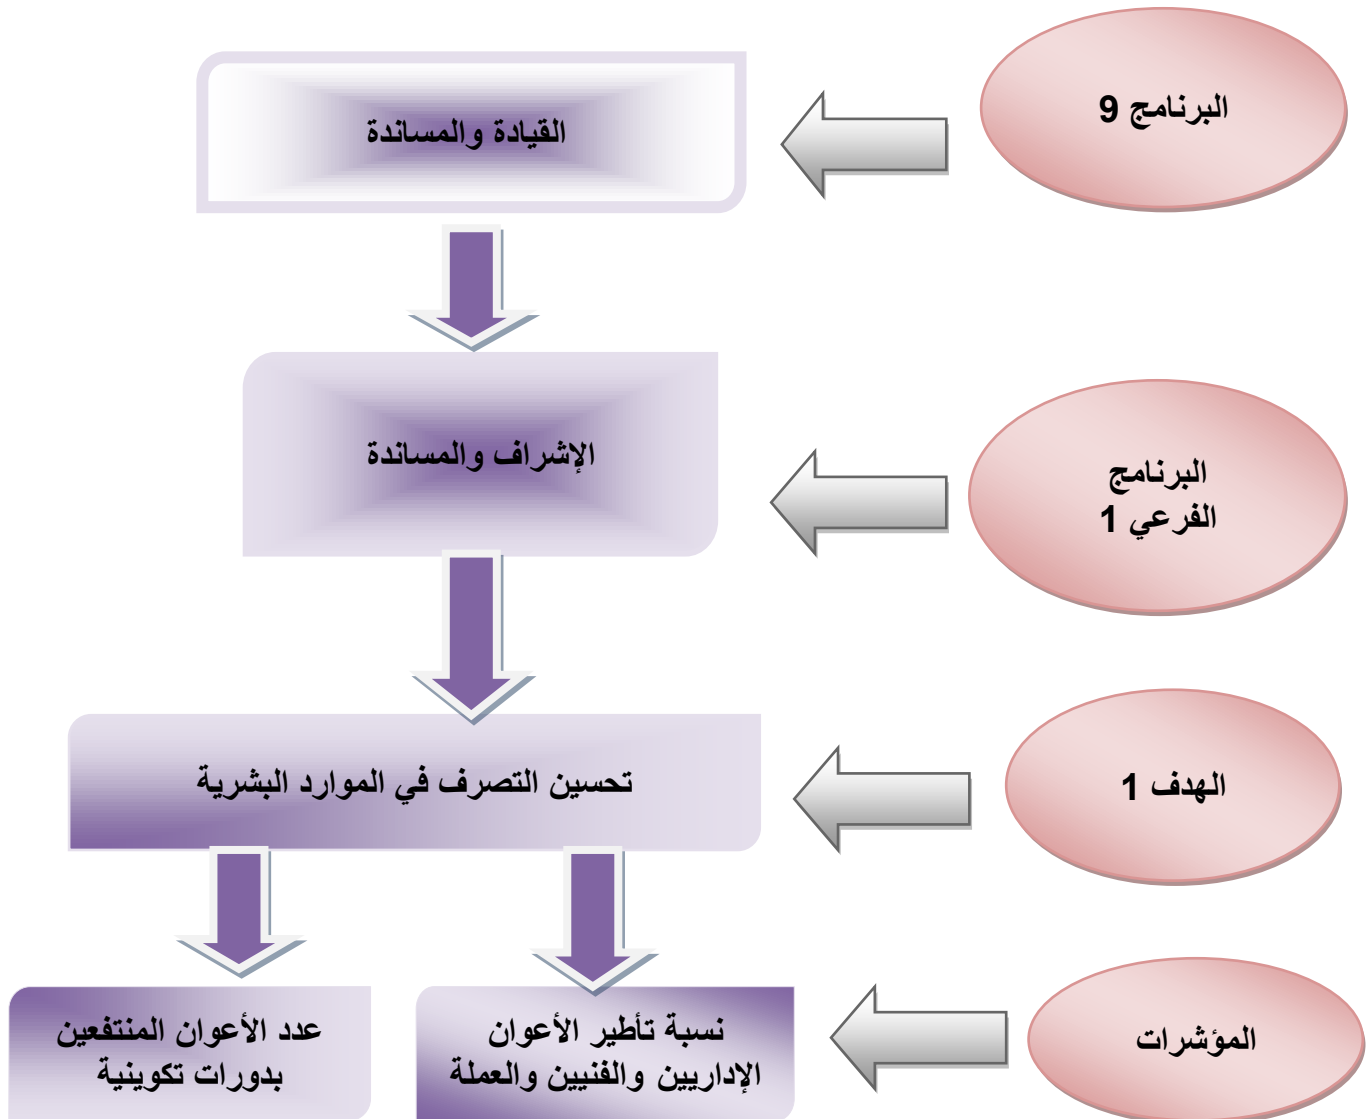 البرنامج 9
القيادة والمساندة
البرنامج
الفرعي 1
الإشراف والمساندة
الهدف 1
تحسين التصرف في الموارد البشرية
المؤشرات
نسبة تأطير الأعوان
الإداريين والفنيين والعملة
عدد الأعوان المنتفعين
بدورات تكوينية